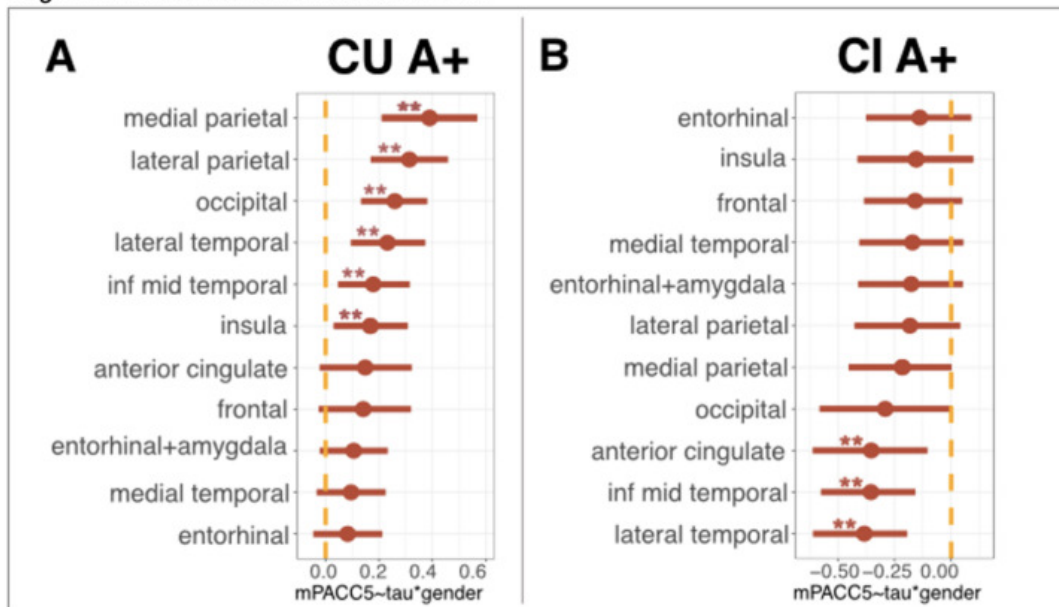 A
CU A+
medial parietal
**
lateral parietal
**
occipital
**
lateral temporal
**
inf mid temporal
**
insula
**
anterior cingulate
frontal
entorhinal+amygdala
medial temporal
entorhinal
0.0 0.2 0.4 0.6
mPACC5~tau*gender
B
CI A+
entorhinal
insula
frontal
medial temporal
entorhinal+amygdala
lateral parietal
medial parietal
occipital
anterior cingulate
**
inf mid temporal
**
lateral temporal
**
−0.50 −0.25 0.00
mPACC5~tau*gender